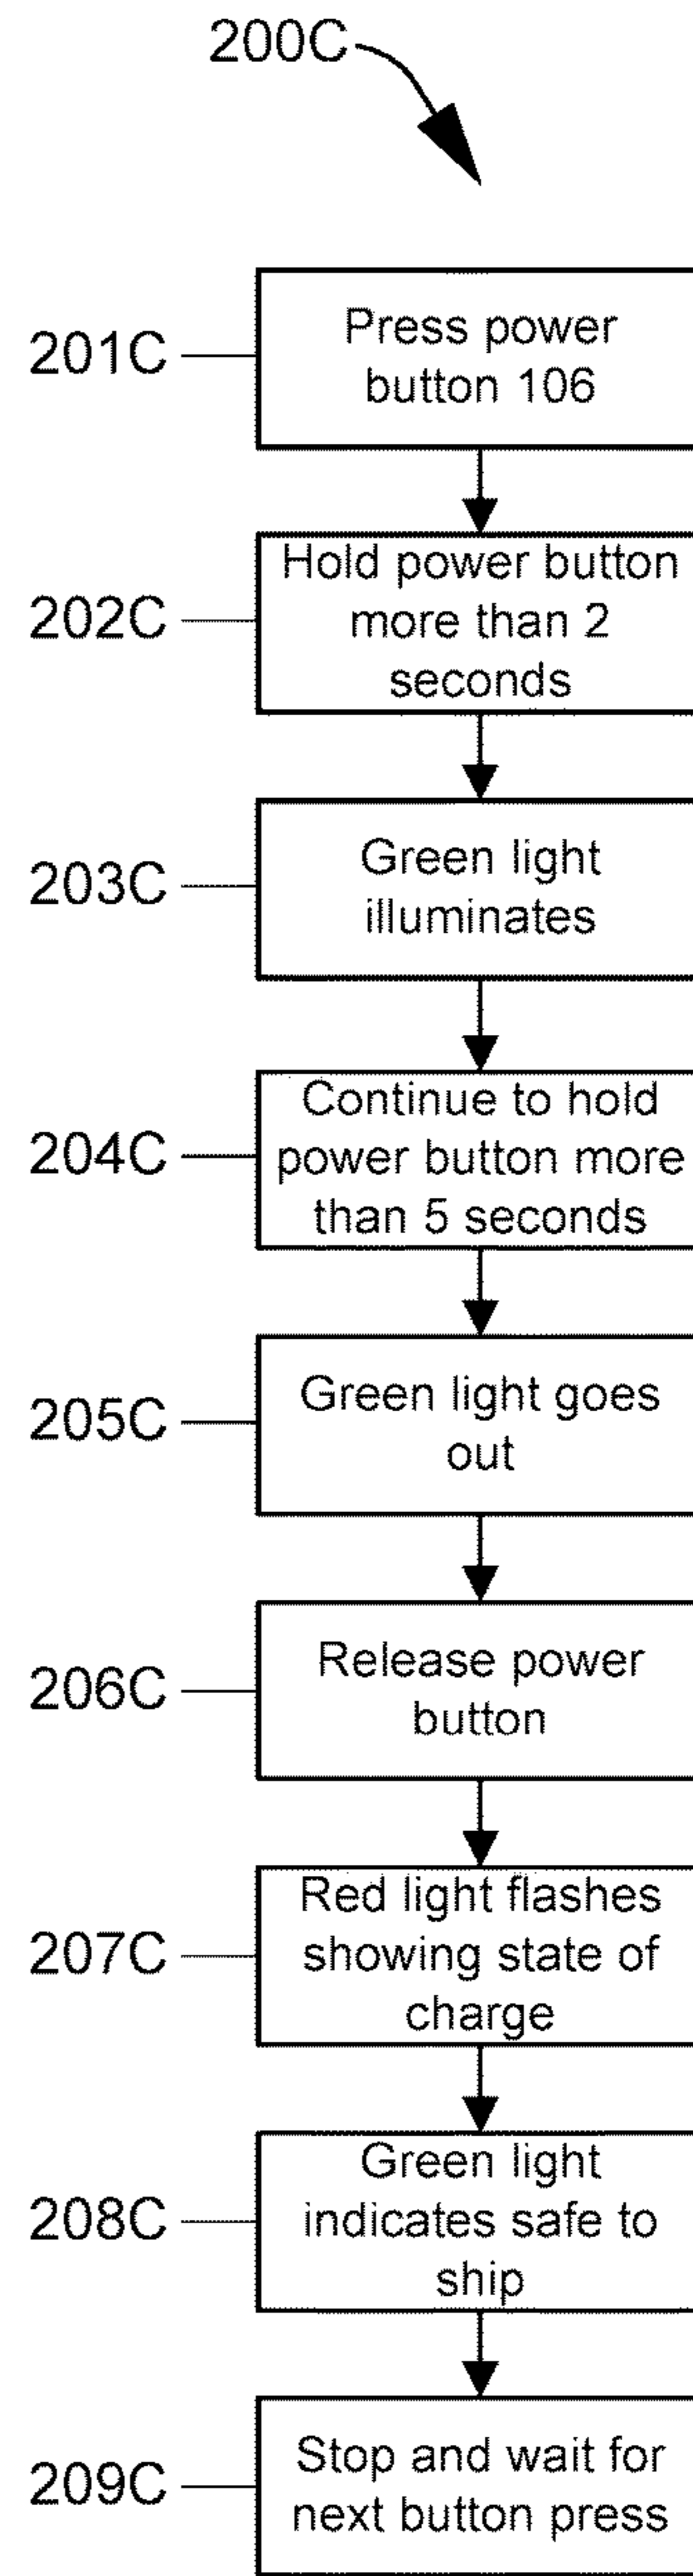 200C
201C
Press power
button 106
202C
Hold power button
more than 2
seconds
203C
Green light
illuminates
204C
Continue to hold
power button more
than 5 seconds
205C
Green light goes
out
206C
Release power
button
207C
Red light flashes
showing state of
charge
208C
Green light
indicates safe to
ship
209C
Stop and wait for
next button press